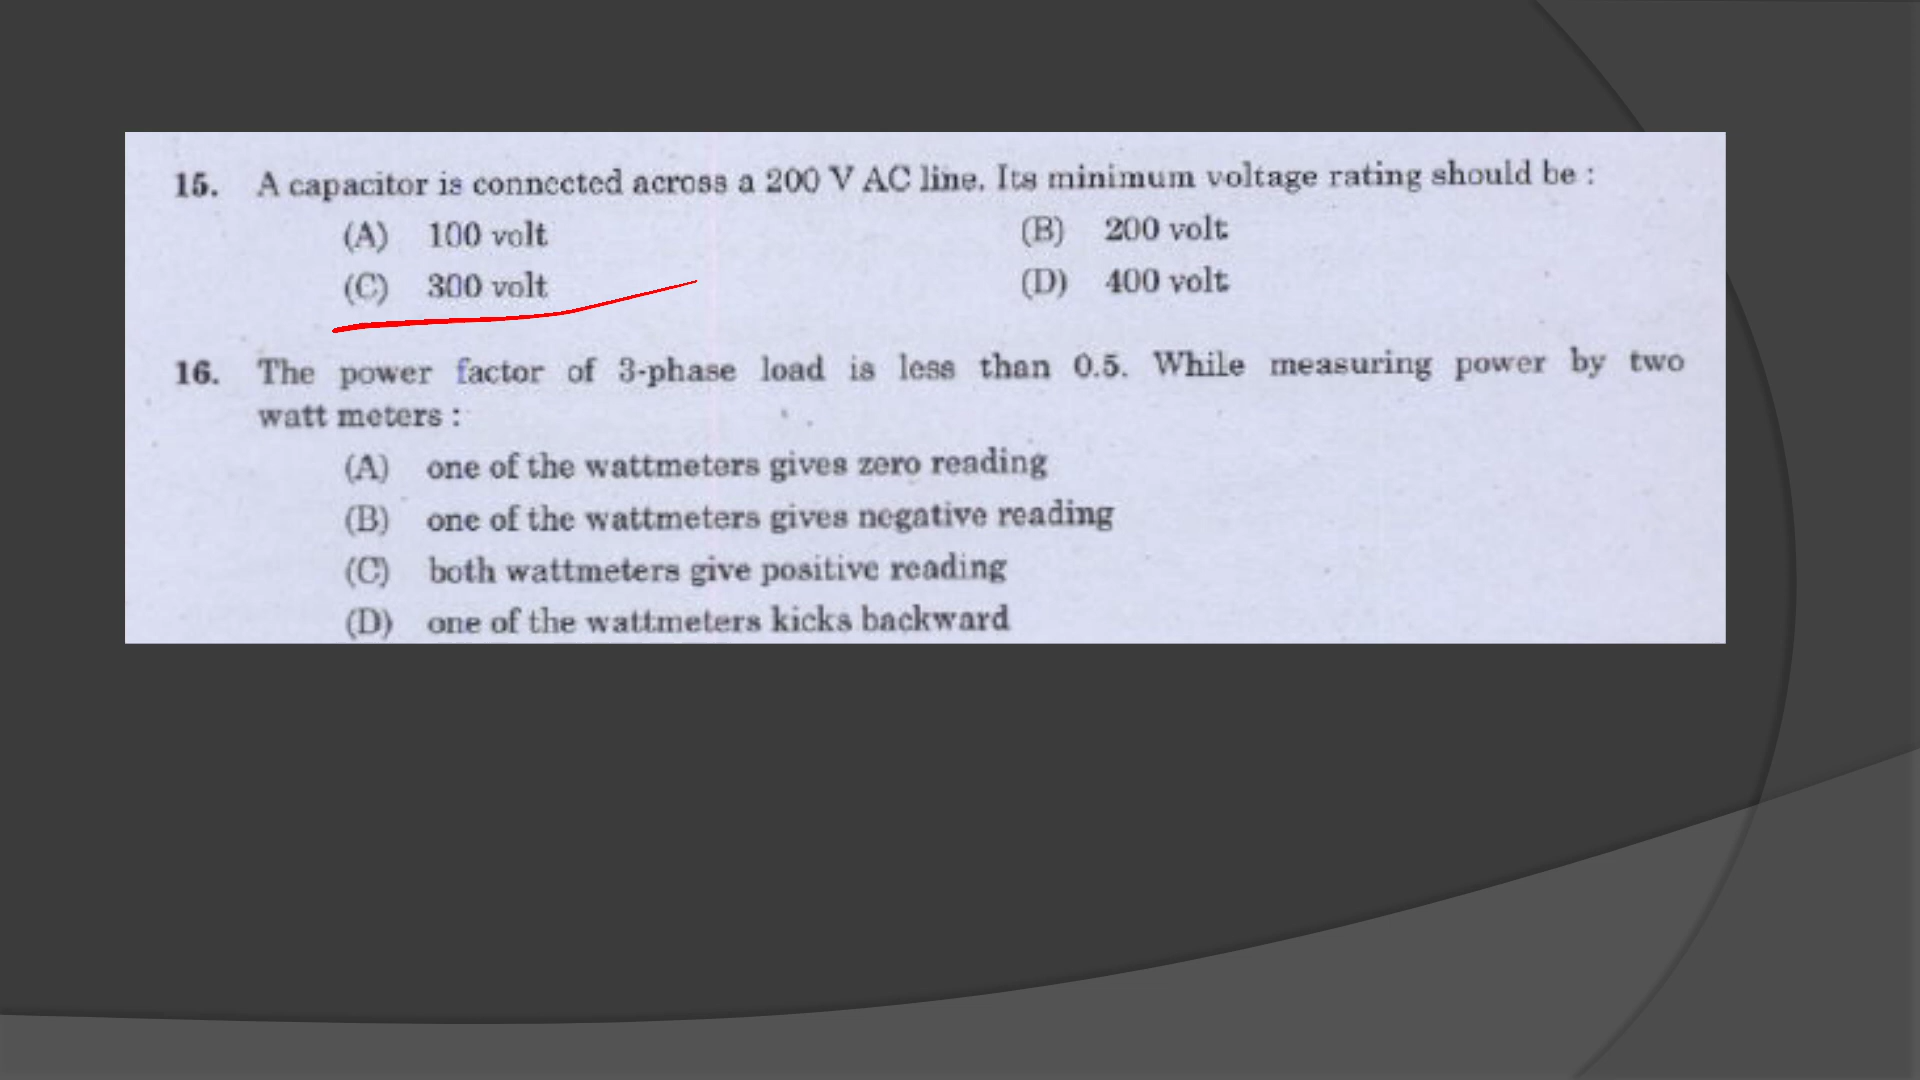 15. A capacitor is connected across a 200 V AC line. Its minimum voltage rating should be :
(A) 100 volt (B) 200 volt
(C) 300 volt (D) 400 volt
16. The power factor of 3-phase load is less than 0.5. While measuring power by two
watt meters :
(A) one of the wattmeters gives zero reading
(B) one of the wattmeters gives negative reading
(C) both wattmeters give positive reading
(D) one of the wattmeters kicks backward